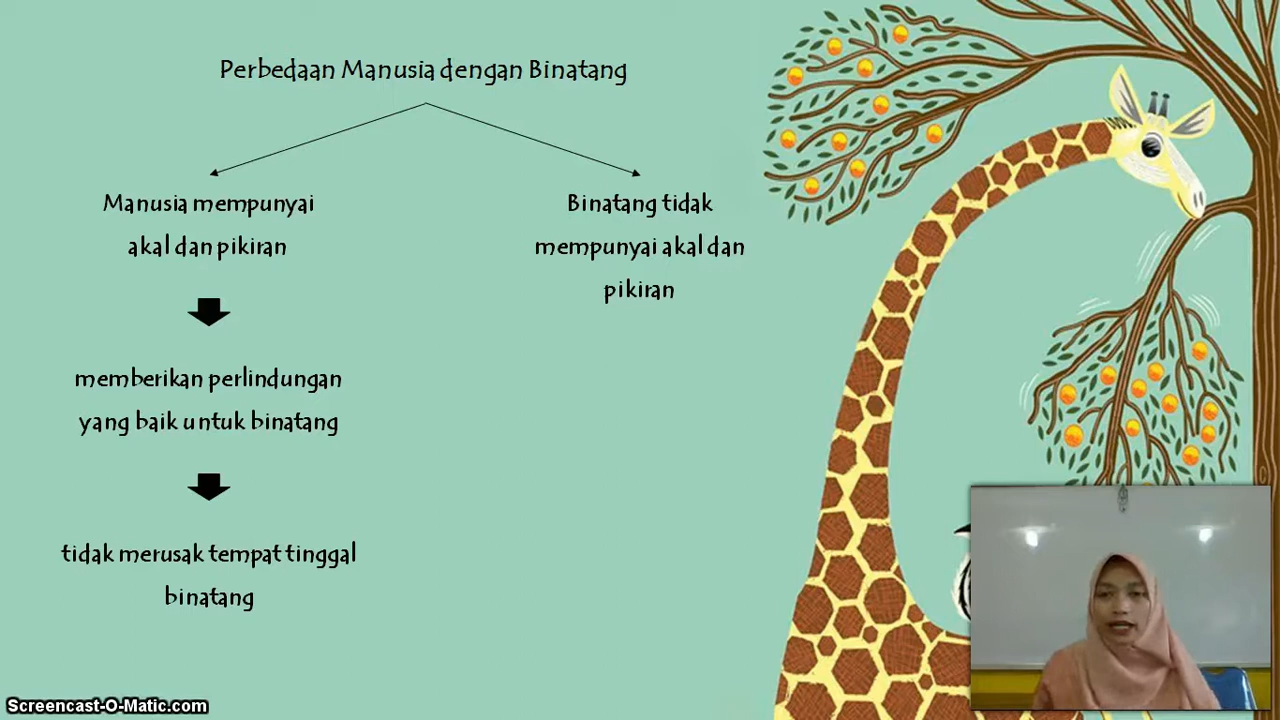 Perbedaan Manusia dengan Binatang
Manusia mempunyai
akal dan pikiran
Binatang tidak
mempunyai akal dan
pikiran
memberikan perlindungan
yang baik untuk binatang
tidak merusak tempat tinggal
binatang
Screencast-O-Matic.com